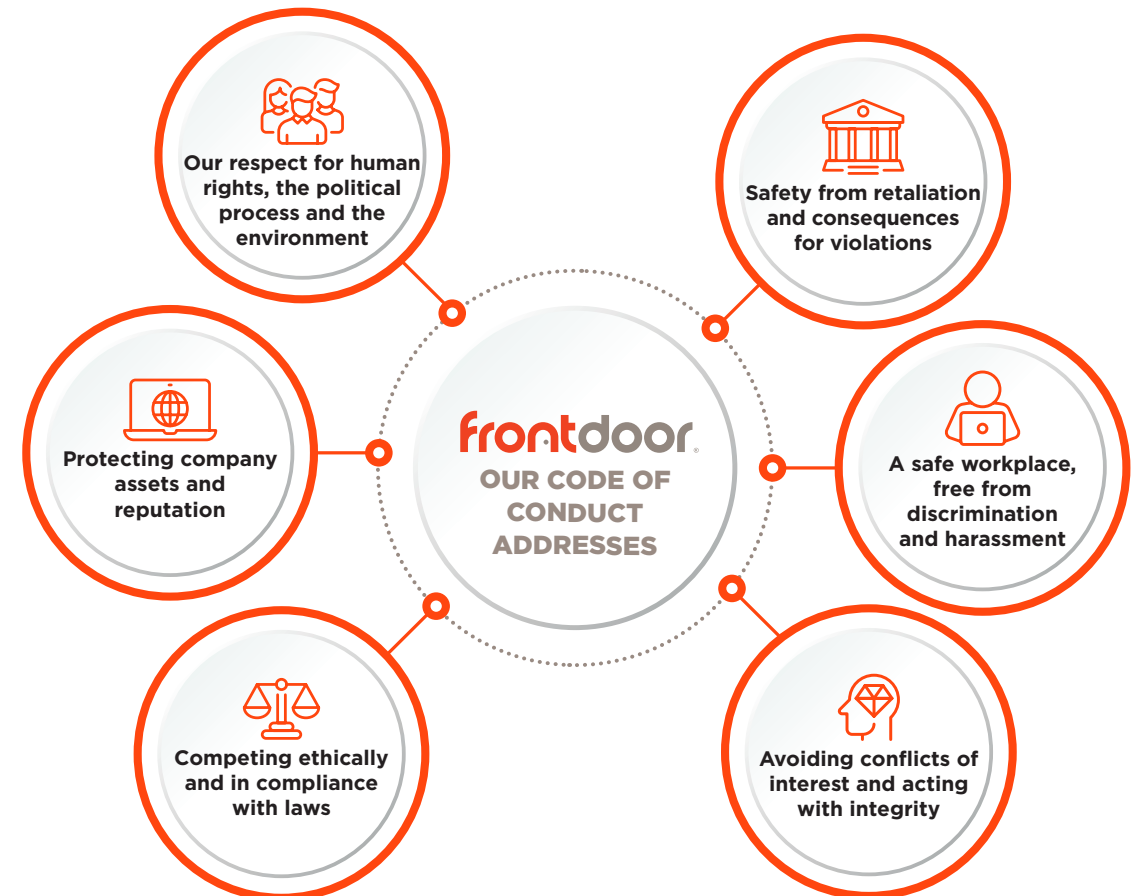 Our respect for human
rights, the political
process and the
environment
Safety from retaliation
and consequences
for violations
Protecting company
assets and
reputation
frontdoor®
OUR CODE OF
CONDUCT
ADDRESSES
A safe workplace,
free from
discrimination
and harassment
Competing ethically
and in compliance
with laws
Avoiding conflicts of
interest and acting
with integrity